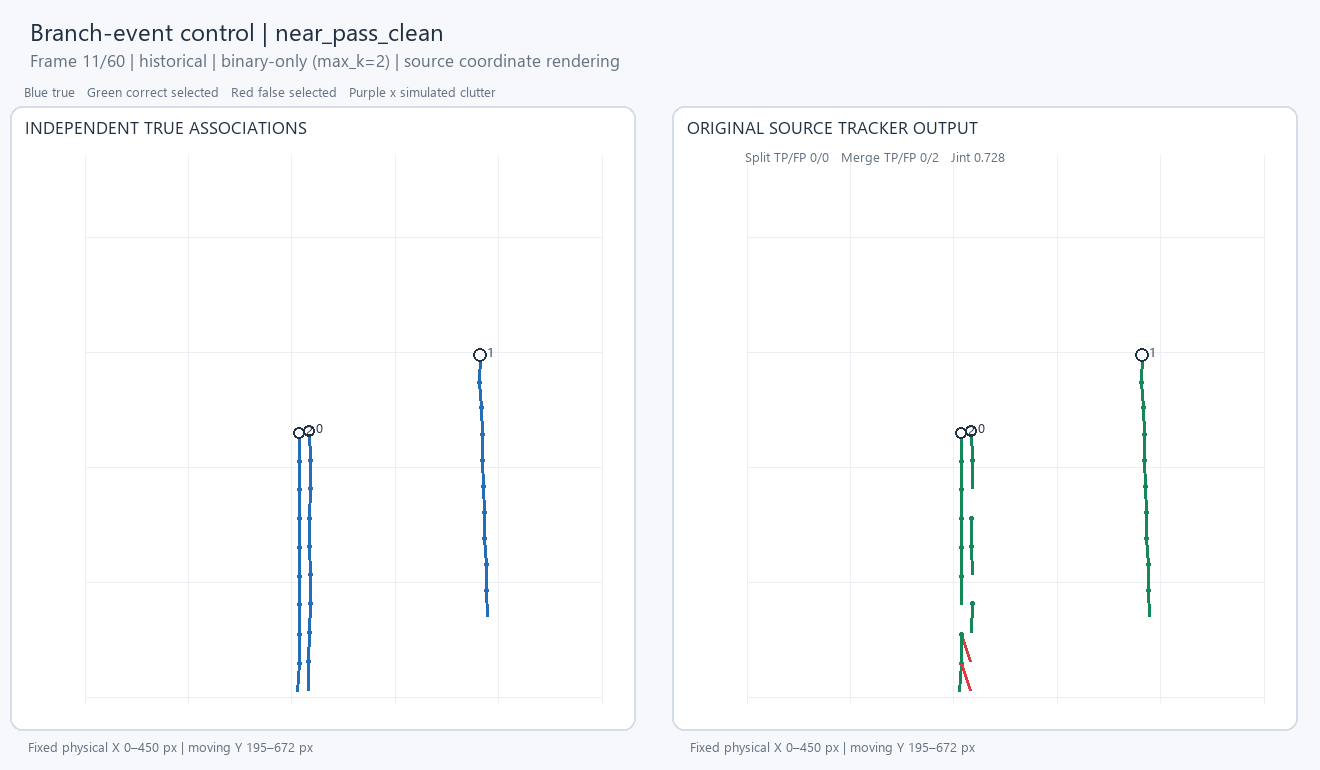 Branch-event control | near_pass_clean
Frame 11/60 | historical | binary-only (max_k=2) | source coordinate rendering
Blue true Green correct selected Red false selected Purple x simulated clutter
INDEPENDENT TRUE ASSOCIATIONS
1
0
Fixed physical X 0–450 px | moving Y 195–672 px
ORIGINAL SOURCE TRACKER OUTPUT
Split TP/FP 0/0 Merge TP/FP 0/2 Jint 0.728
1
0
Fixed physical X 0–450 px | moving Y 195–672 px